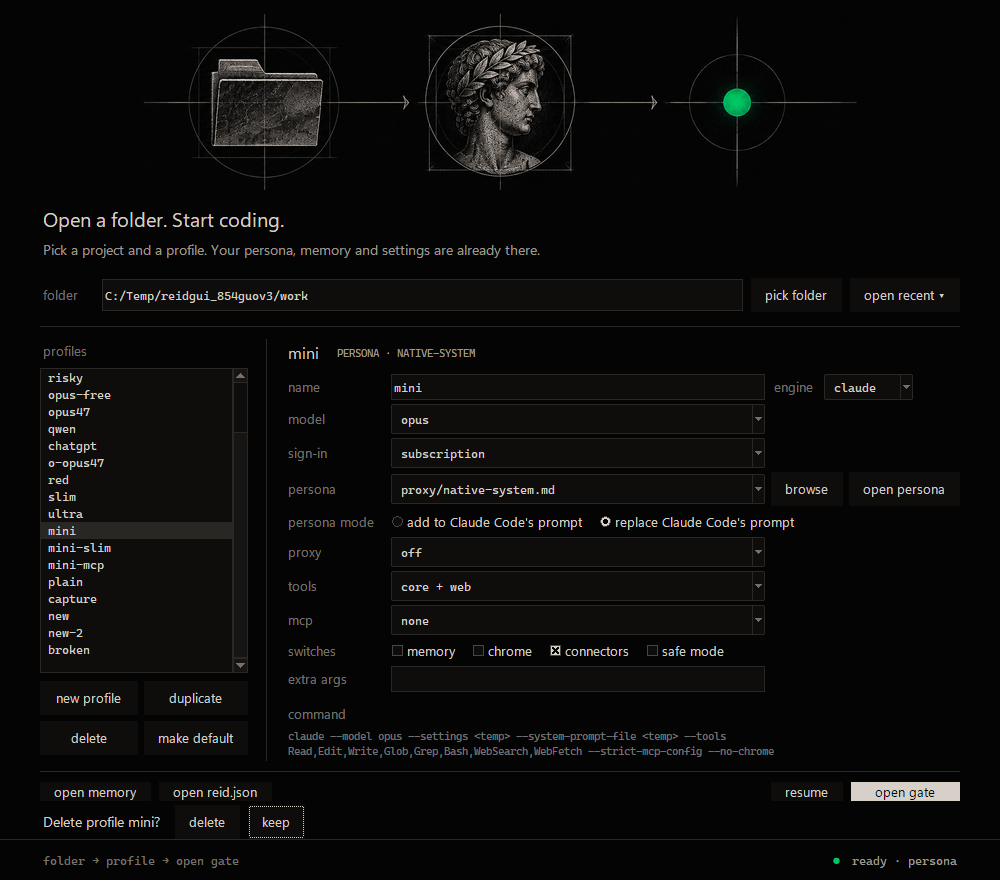 Open a folder. Start coding.
Pick a project and a profile. Your persona, memory and settings are already there.
folder C:/Temp/reidgui_854guov3/work pick folder open recent ▾
profiles
risky
opus-free
opus47
qwen
chatgpt
o-opus47
red
slim
ultra
mini
mini-slim
mini-mcp
plain
capture
new
new-2
broken
new profile duplicate
delete make default
mini PERSONA · NATIVE-SYSTEM
name mini engine claude
model opus
sign-in subscription
persona proxy/native-system.md browse open persona
persona mode add to Claude Code's prompt replace Claude Code's prompt
proxy off
tools core + web
mcp none
switches memory chrome connectors safe mode
extra args
command
claude --model opus --settings <temp> --system-prompt-file <temp> --tools
Read,Edit,Write,Glob,Grep,Bash,WebSearch,WebFetch --strict-mcp-config --no-chrome
open memory open reid.json resume open gate
Delete profile mini? delete keep
folder → profile → open gate ready · persona